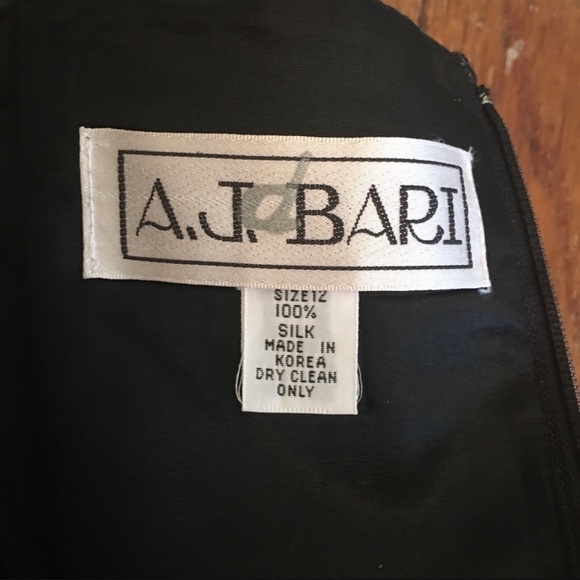 A.J. BARI
d
SIZE 12
100%
SILK
MADE IN
KOREA
DRY CLEAN
ONLY